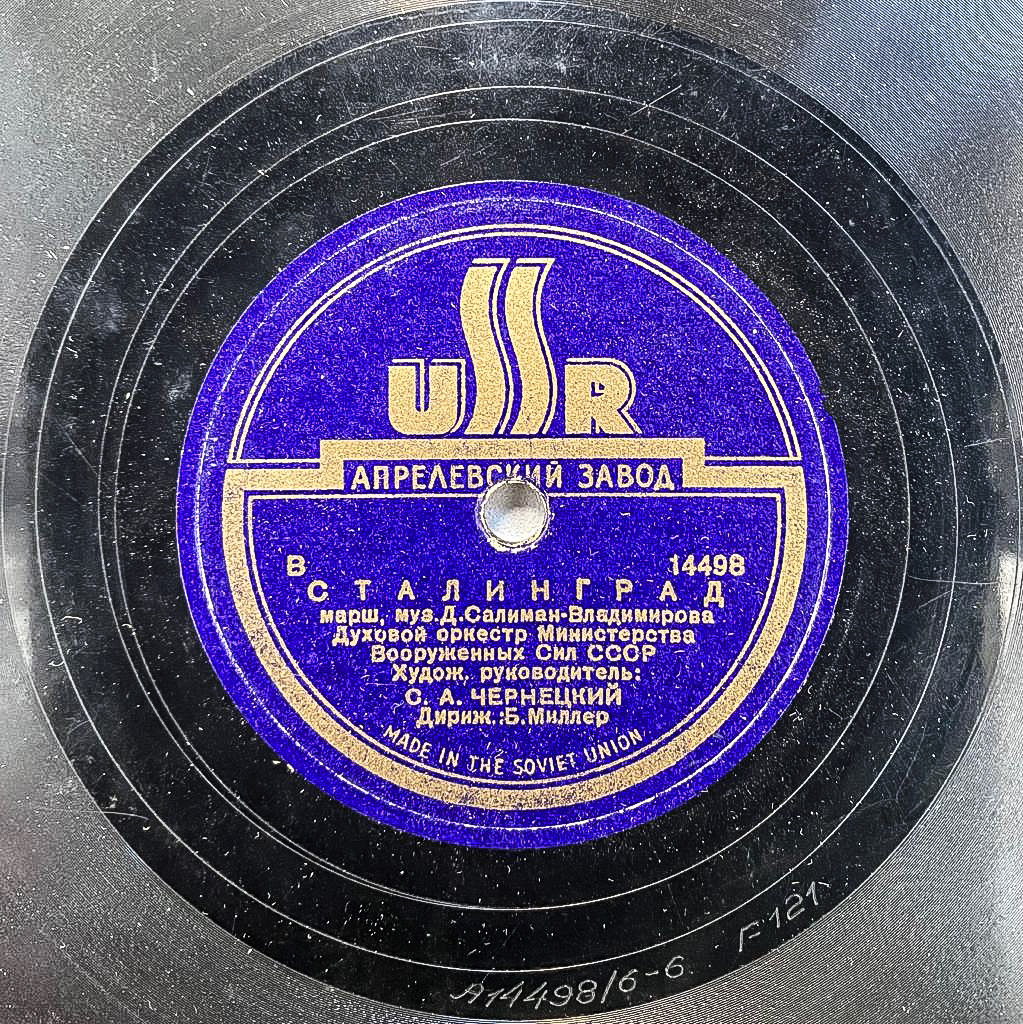 USSR
АПРЕЛЕВСКИЙ ЗАВОД
В 14498
СТАЛИНГРАД
марш, муз.Д.Салиман-Владимирова
Духовой оркестр Министерства
Вооруженных Сил СССР
Худож. руководитель:
С. А. ЧЕРНЕЦКИЙ
Дириж.:Б.Миллер
MADE IN THE SOVIET UNION
F121
A14498/6-6